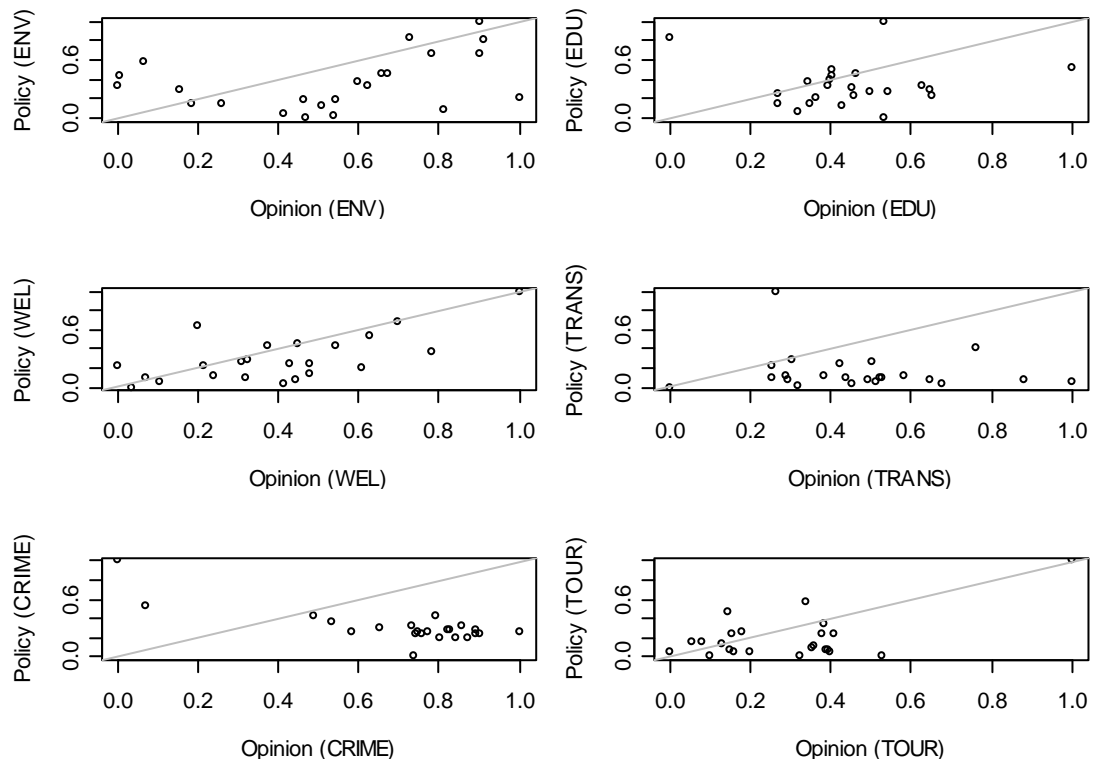 Policy (ENV)
0.0 0.6
0.0 0.2 0.4 0.6 0.8 1.0
Opinion (ENV)
Policy (EDU)
0.0 0.6
0.0 0.2 0.4 0.6 0.8 1.0
Opinion (EDU)
Policy (WEL)
0.0 0.6
0.0 0.2 0.4 0.6 0.8 1.0
Opinion (WEL)
Policy (TRANS)
0.0 0.6
0.0 0.2 0.4 0.6 0.8 1.0
Opinion (TRANS)
Policy (CRIME)
0.0 0.6
0.0 0.2 0.4 0.6 0.8 1.0
Opinion (CRIME)
Policy (TOUR)
0.0 0.6
0.0 0.2 0.4 0.6 0.8 1.0
Opinion (TOUR)